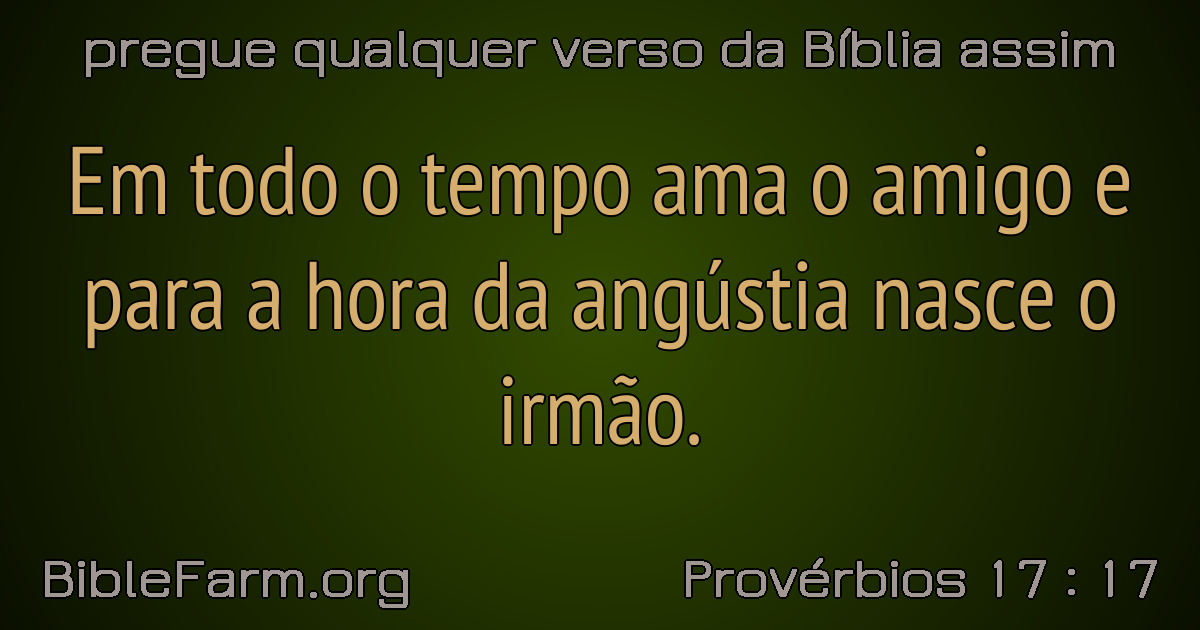 pregue qualquer verso da Bíblia assim
Em todo o tempo ama o amigo e
para a hora da angústia nasce o
irmão.
BibleFarm.org
Provérbios 17 : 17